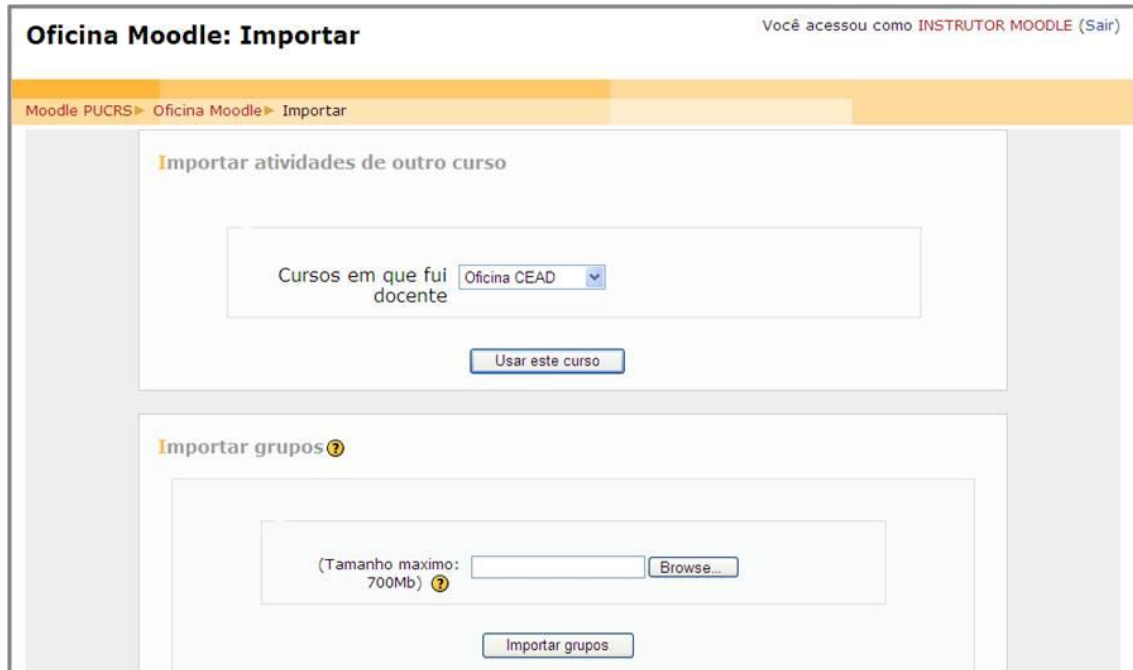 Oficina Moodle: Importar
Você acessou como INSTRUTOR MOODLE (Sair)
Moodle PUCRS► Oficina Moodle► Importar
Importar atividades de outro curso
Cursos em que fui
docente
Oficina CEAD
Usar este curso
Importar grupos
(Tamanho maximo:
700Mb)
Browse...
Importar grupos